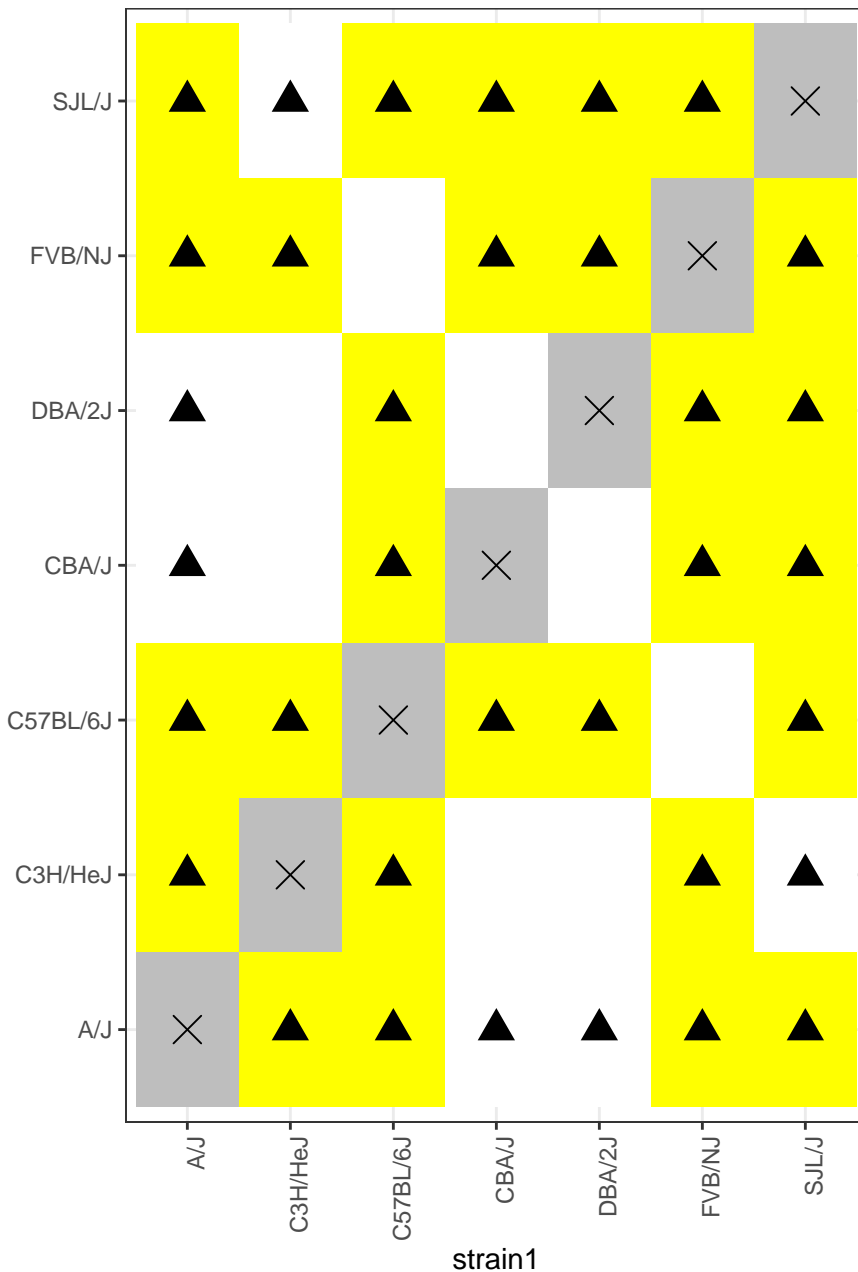 SJL/J
FVB/NJ
DBA/2J
CBA/J
C57BL/6J
C3H/HeJ
A/J
A/J
C3H/HeJ
C57BL/6J
CBA/J
DBA/2J
FVB/NJ
SJL/J
strain1